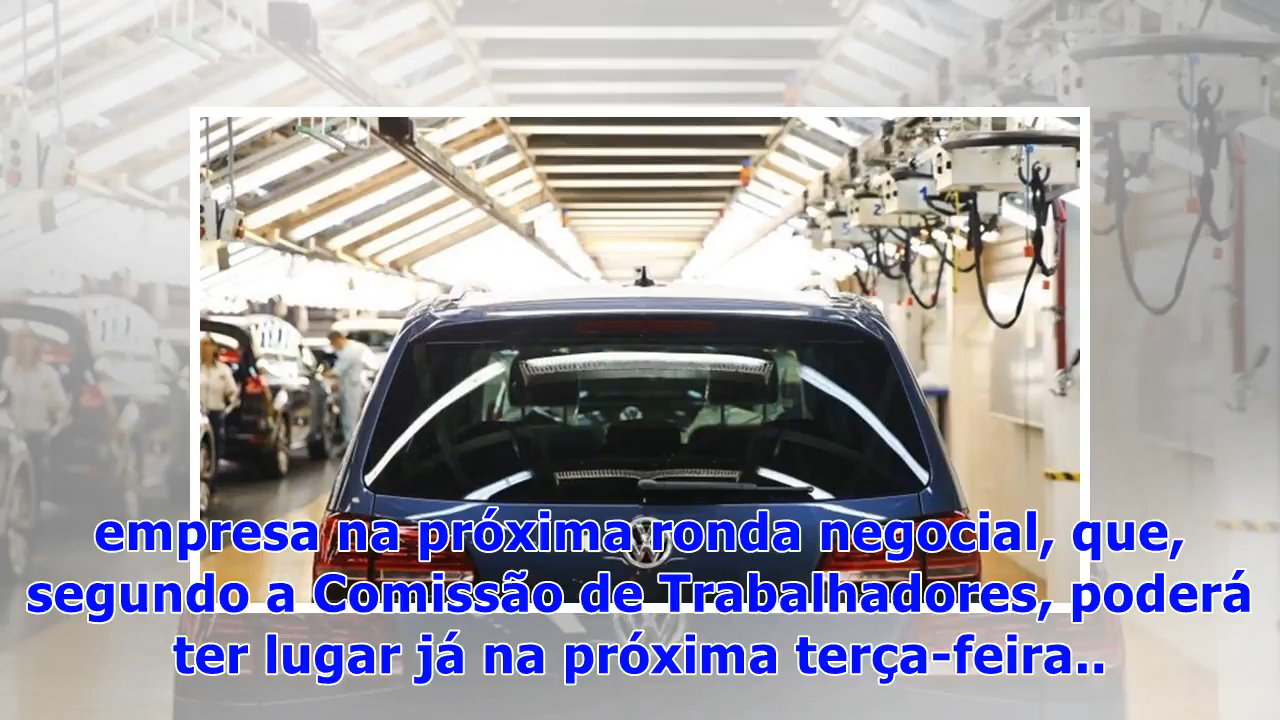 empresa na próxima ronda negocial, que,
segundo a Comissão de Trabalhadores, poderá
ter lugar já na próxima terça-feira..